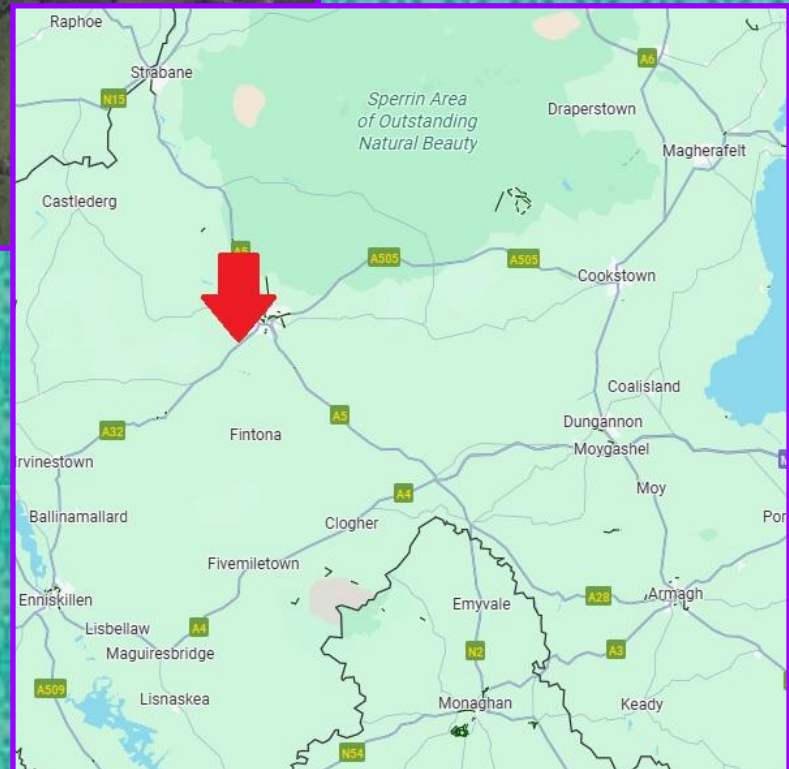 Raphoe
Strabane
N15
A6
Sperrin Area
of Outstanding
Natural Beauty
Draperstown
Magherafelt
Castlederg
A5
A505
A505
Cookstown
Coalisland
A5
Dungannon
Moygashel
A32
Fintona
Irvinestown
Moy
A4
Ballinamallard
Clogher
Por
Fivemiletown
Enniskillen
Emyvale
A28
Armagh
Lisbellaw
A4
Maguiresbridge
N2
A3
A509
Lisnaskea
Monaghan
Keady
N54